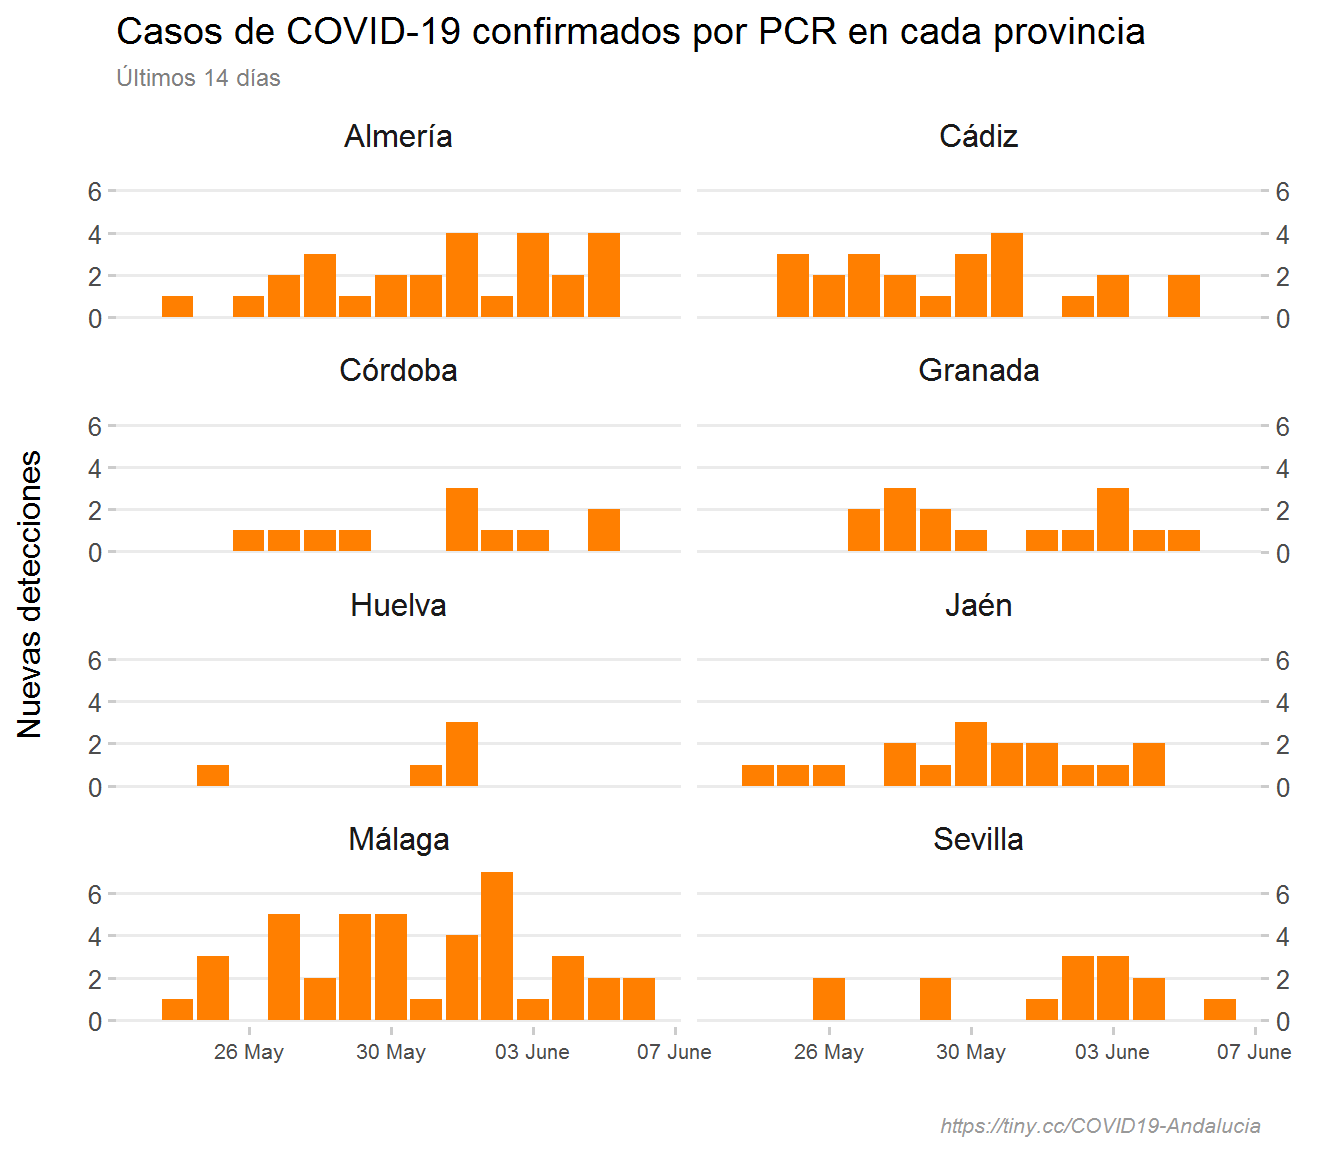 Casos de COVID-19 confirmados por PCR en cada provincia
Últimos 14 días
Almería
Cádiz
6
4
2
0
6
4
2
0
Córdoba
Granada
6
4
2
0
6
4
2
0
Nuevas detecciones
Huelva
Jaén
6
4
2
0
6
4
2
0
Málaga
Sevilla
6
4
2
0
6
4
2
0
26 May 30 May 03 June 07 June
26 May 30 May 03 June 07 June
https://tiny.cc/COVID19-Andalucia